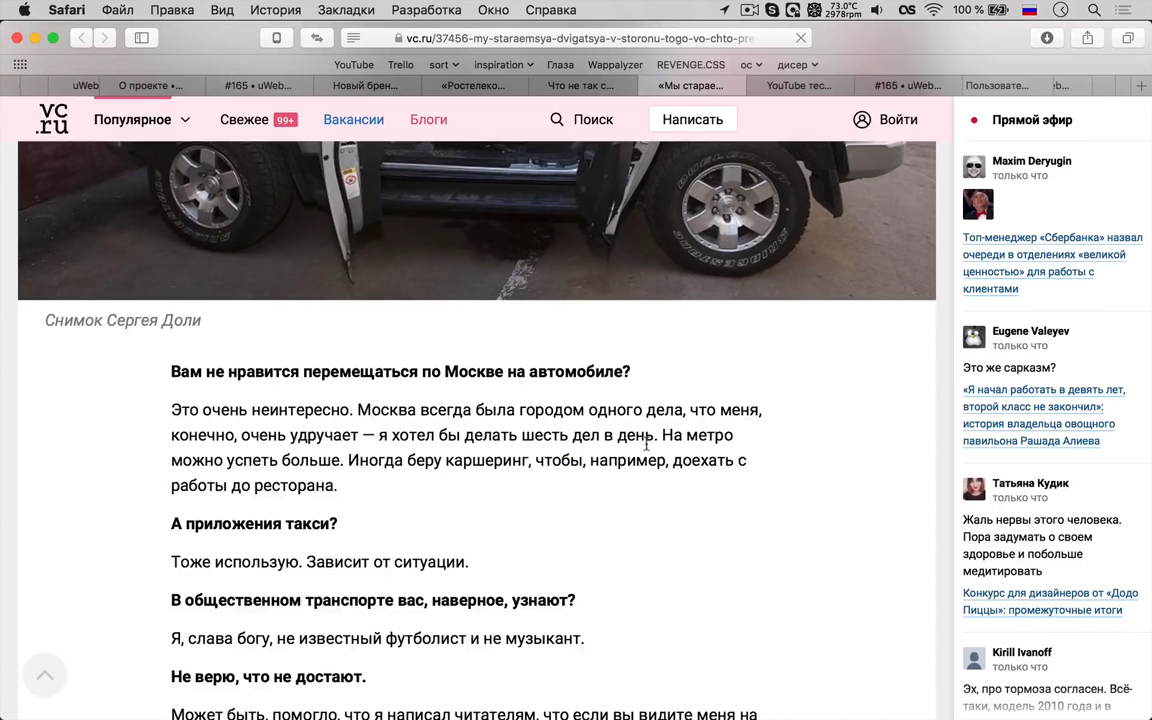 Safari Файл Правка Вид История Закладки Разработка Окно Справка 73.0°C 2978rpm 100 %
vc.ru/37456-my-staraemsya-dvigatsya-v-storonu-togo-vo-chto-pre
YouTube Trello sort inspiration Глаза Wappalyzer REVENGE.CSS ос дисер
uWeb О проекте •... #165 • uWeb... Новый брен... «Ростелеко... Что не так с... «Мы старае... YouTube тес... #165 • uWeb... Пользовате...
vc.ru Популярное Свежее 99+ Вакансии Блоги Поиск Написать Войти
Снимок Сергея Доли
Вам не нравится перемещаться по Москве на автомобиле?
Это очень неинтересно. Москва всегда была городом одного дела, что меня,
конечно, очень удручает — я хотел бы делать шесть дел в день. На метро
можно успеть больше. Иногда беру каршеринг, чтобы, например, доехать с
работы до ресторана.
А приложения такси?
Тоже использую. Зависит от ситуации.
В общественном транспорте вас, наверное, узнают?
Я, слава богу, не известный футболист и не музыкант.
Не верю, что не достают.
Может быть, помогло, что я написал читателям, что если вы видите меня на
Прямой эфир
Maxim Deryugin
только что
Топ-менеджер «Сбербанка» назвал
очереди в отделениях «великой
ценностью» для работы с
клиентами
Eugene Valeyev
только что
Это же сарказм?
«Я начал работать в девять лет,
второй класс не закончил»:
история владельца овощного
павильона Рашада Алиева
Татьяна Кудик
только что
Жаль нервы этого человека.
Пора задумать о своем
здоровье и побольше
медитировать
Конкурс для дизайнеров от «Додо
Пиццы»: промежуточные итоги
Kirill Ivanoff
только что
Эх, про тормоза согласен. Всё-
таки, модель 2010 года и в